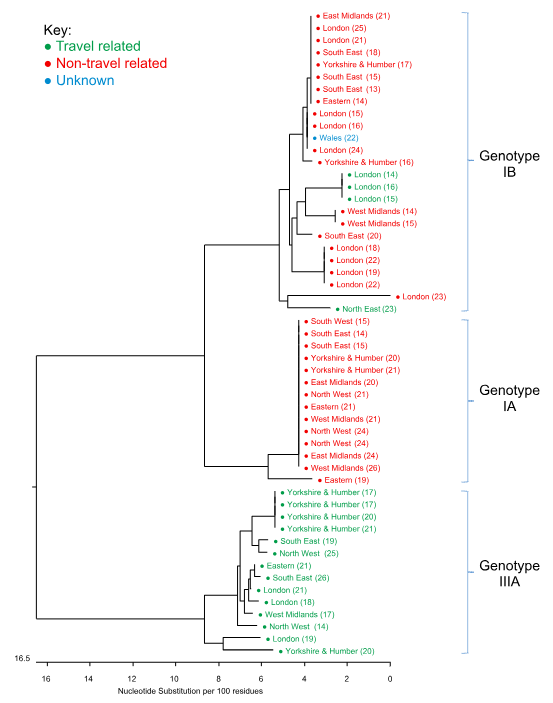 Key:
Travel related
Non-travel related
Unknown
East Midlands (21)
London (25)
London (21)
South East (18)
Yorkshire & Humber (17)
South East (15)
South East (13)
Eastern (14)
London (15)
London (16)
Wales (22)
London (24)
Yorkshire & Humber (16)
London (14)
London (16)
London (15)
West Midlands (14)
West Midlands (15)
South East (20)
London (18)
London (22)
London (19)
London (22)
London (23)
North East (23)
Genotype
IB
South West (15)
South East (14)
South East (15)
Yorkshire & Humber (20)
Yorkshire & Humber (21)
East Midlands (20)
North West (21)
Eastern (21)
West Midlands (21)
North West (24)
North West (24)
East Midlands (24)
West Midlands (26)
Eastern (19)
Genotype
IA
Yorkshire & Humber (17)
Yorkshire & Humber (17)
Yorkshire & Humber (20)
Yorkshire & Humber (21)
South East (19)
North West (25)
Eastern (21)
South East (26)
London (21)
London (18)
West Midlands (17)
North West (14)
London (19)
Yorkshire & Humber (20)
Genotype
IIIA
16.5
16 14 12 10 8 6 4 2 0
Nucleotide Substitution per 100 residues